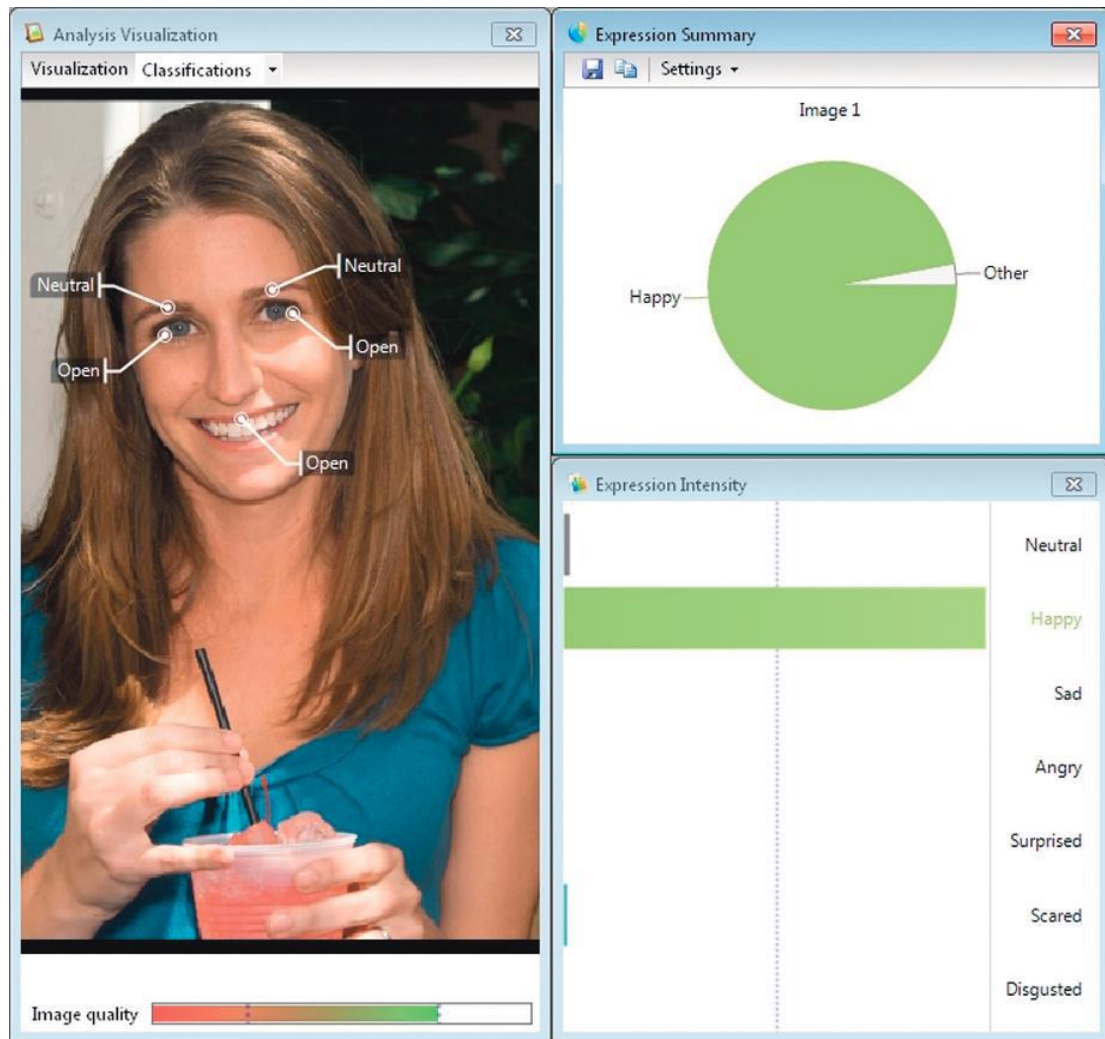 Analysis Visualization
Visualization Classifications
Neutral
Neutral
Open
Open
Open
Image quality
Expression Summary
Settings
Image 1
Happy
Other
Expression Intensity
Neutral
Happy
Sad
Angry
Surprised
Scared
Disgusted